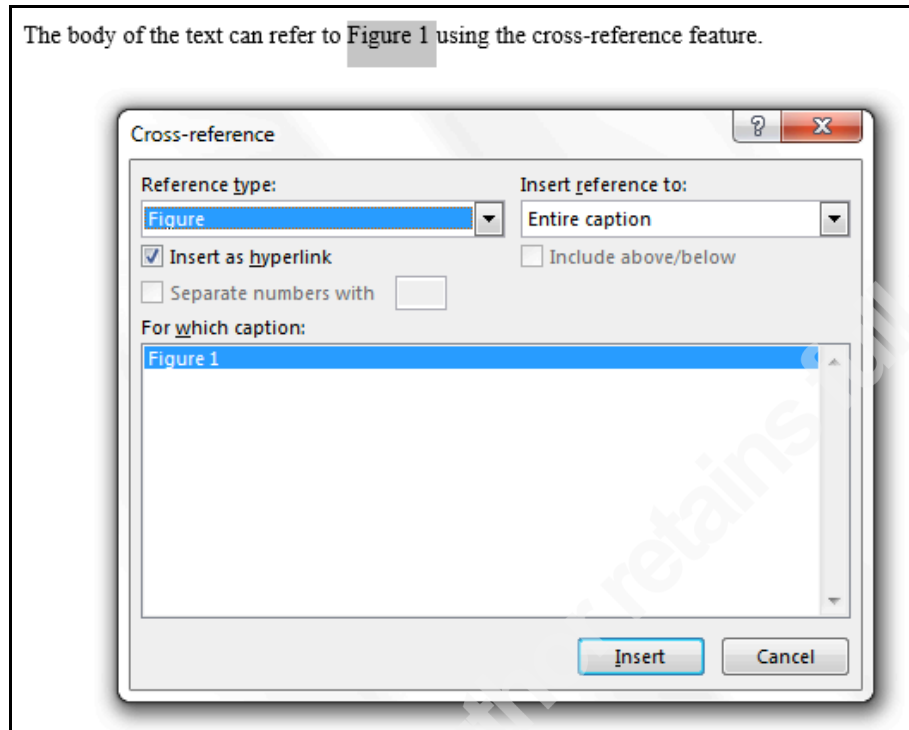 The body of the text can refer to Figure 1 using the cross-reference feature.
Cross-reference
Reference type:
Insert reference to:
Figure
Entire caption
Insert as hyperlink
Include above/below
Separate numbers with
For which caption:
Figure 1
Insert
Cancel
retains